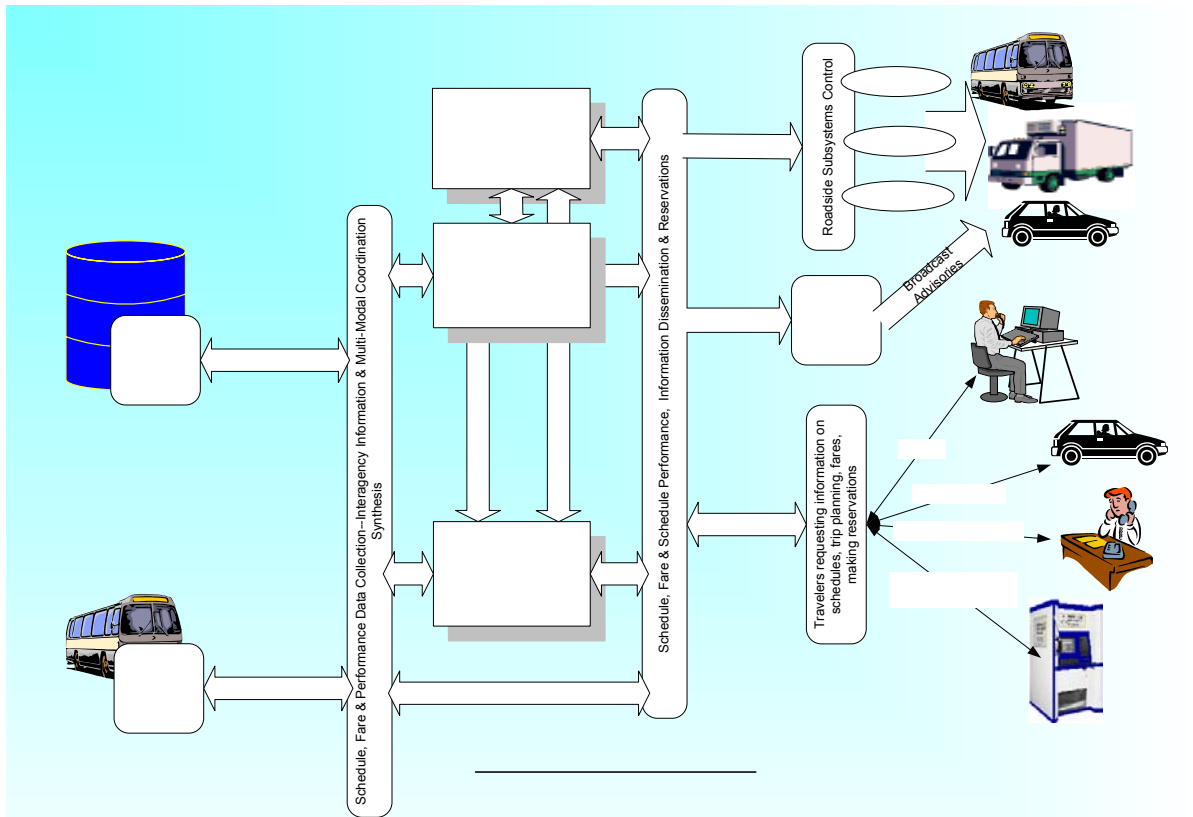 Schedule, Fare & Performance Data Collection--Interagency Information & Multi-Modal Coordination
Synthesis
Schedule, Fare & Schedule Performance, Information Dissemination & Reservations
Roadside Subsystems Control
Broadcast
Advisories
Travelers requesting information on
schedules, trip planning, fares,
making reservations